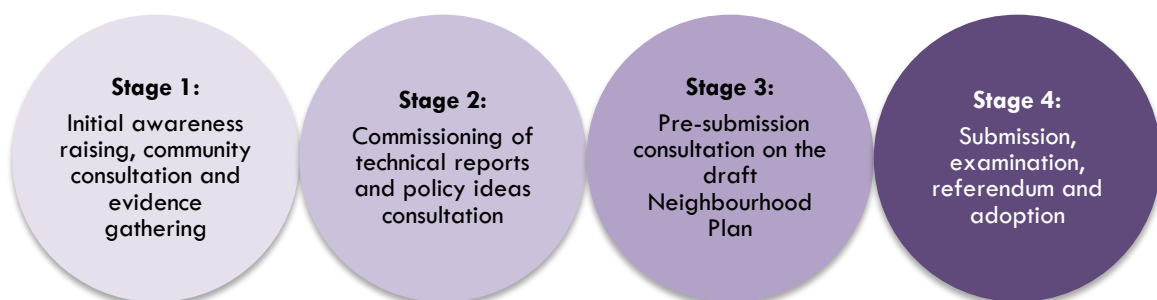 Stage 1:
Initial awareness
raising, community
consultation and
evidence
gathering
Stage 2:
Commissioning of
technical reports
and policy ideas
consultation
Stage 3:
Pre-submission
consultation on the
draft
Neighbourhood
Plan
Stage 4:
Submission,
examination,
referendum and
adoption